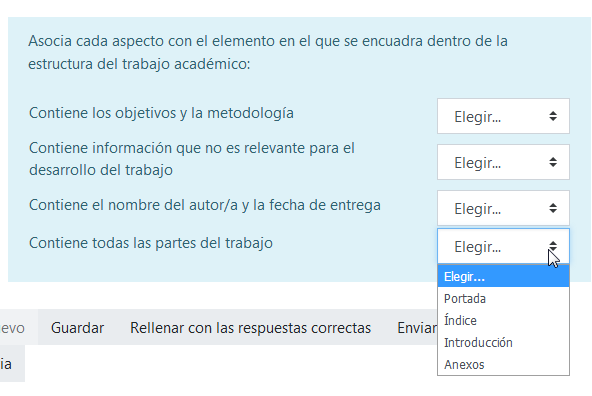 Asocia cada aspecto con el elemento en el que se encuadra dentro de la
estructura del trabajo académico:
Contiene los objetivos y la metodología
Elegir...
Contiene información que no es relevante para el
desarrollo del trabajo
Elegir...
Contiene el nombre del autor/a y la fecha de entrega
Elegir...
Contiene todas las partes del trabajo
Elegir...
Elegir...
Portada
Índice
Introducción
Anexos
evo Guardar Rellenar con las respuestas correctas Enviar
ia